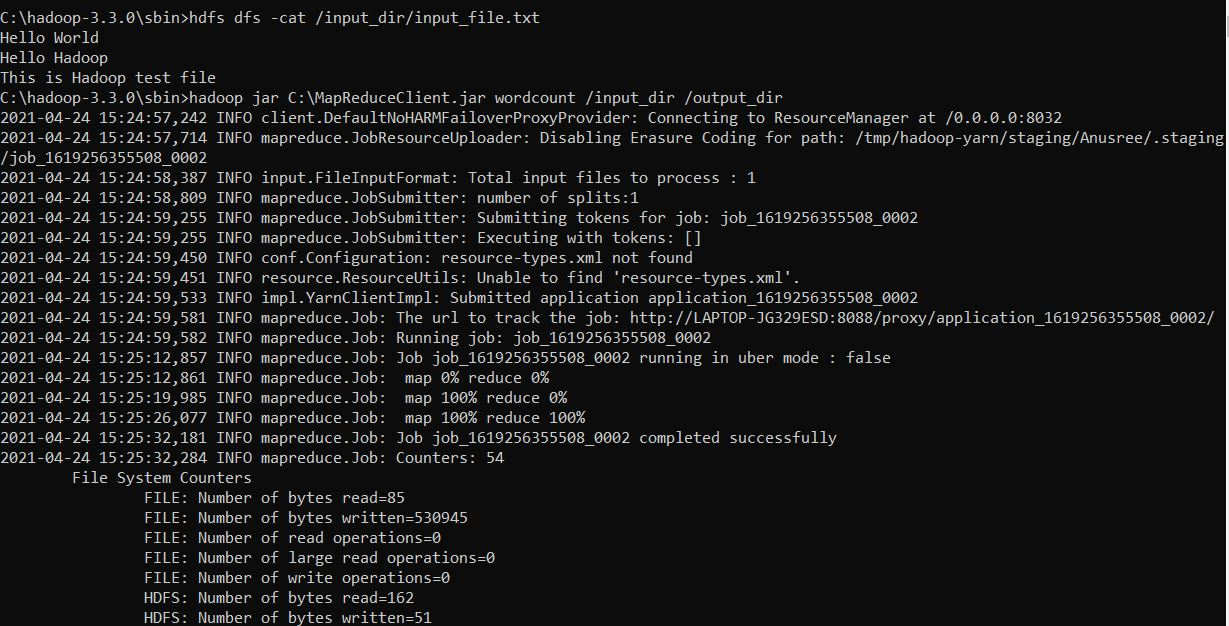 C:\hadoop-3.3.0\sbin>hdfs dfs -cat /input_dir/input_file.txt
Hello World
Hello Hadoop
This is Hadoop test file
C:\hadoop-3.3.0\sbin>hadoop jar C:\MapReduceClient.jar wordcount /input_dir /output_dir
2021-04-24 15:24:57,242 INFO client.DefaultNoHARMFailoverProxyProvider: Connecting to ResourceManager at /0.0.0.0:8032
2021-04-24 15:24:57,714 INFO mapreduce.JobResourceUploader: Disabling Erasure Coding for path: /tmp/hadoop-yarn/staging/Anusree/.staging
/job_1619256355508_0002
2021-04-24 15:24:58,387 INFO input.FileInputFormat: Total input files to process : 1
2021-04-24 15:24:58,809 INFO mapreduce.JobSubmitter: number of splits:1
2021-04-24 15:24:59,255 INFO mapreduce.JobSubmitter: Submitting tokens for job: job_1619256355508_0002
2021-04-24 15:24:59,255 INFO mapreduce.JobSubmitter: Executing with tokens: []
2021-04-24 15:24:59,450 INFO conf.Configuration: resource-types.xml not found
2021-04-24 15:24:59,451 INFO resource.ResourceUtils: Unable to find 'resource-types.xml'.
2021-04-24 15:24:59,533 INFO impl.YarnClientImpl: Submitted application application_1619256355508_0002
2021-04-24 15:24:59,581 INFO mapreduce.Job: The url to track the job: http://LAPTOP-JG329ESD:8088/proxy/application_1619256355508_0002/
2021-04-24 15:24:59,582 INFO mapreduce.Job: Running job: job_1619256355508_0002
2021-04-24 15:25:12,857 INFO mapreduce.Job: Job job_1619256355508_0002 running in uber mode : false
2021-04-24 15:25:12,861 INFO mapreduce.Job:  map 0% reduce 0%
2021-04-24 15:25:19,985 INFO mapreduce.Job:  map 100% reduce 0%
2021-04-24 15:25:26,077 INFO mapreduce.Job:  map 100% reduce 100%
2021-04-24 15:25:32,181 INFO mapreduce.Job: Job job_1619256355508_0002 completed successfully
2021-04-24 15:25:32,284 INFO mapreduce.Job: Counters: 54
File System Counters
FILE: Number of bytes read=85
FILE: Number of bytes written=530945
FILE: Number of read operations=0
FILE: Number of large read operations=0
FILE: Number of write operations=0
HDFS: Number of bytes read=162
HDFS: Number of bytes written=51